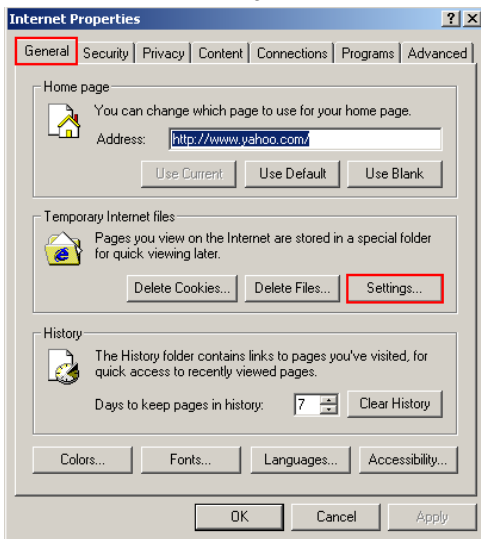 Internet Properties ? X
General Security Privacy Content Connections Programs Advanced
Home page
You can change which page to use for your home page.
Address: http://www.yahoo.com/
Use Current Use Default Use Blank
Temporary Internet files
Pages you view on the Internet are stored in a special folder
for quick viewing later.
Delete Cookies... Delete Files... Settings...
History
The History folder contains links to pages you've visited, for
quick access to recently viewed pages.
Days to keep pages in history: 7 Clear History
Colors... Fonts... Languages... Accessibility...
OK Cancel Apply